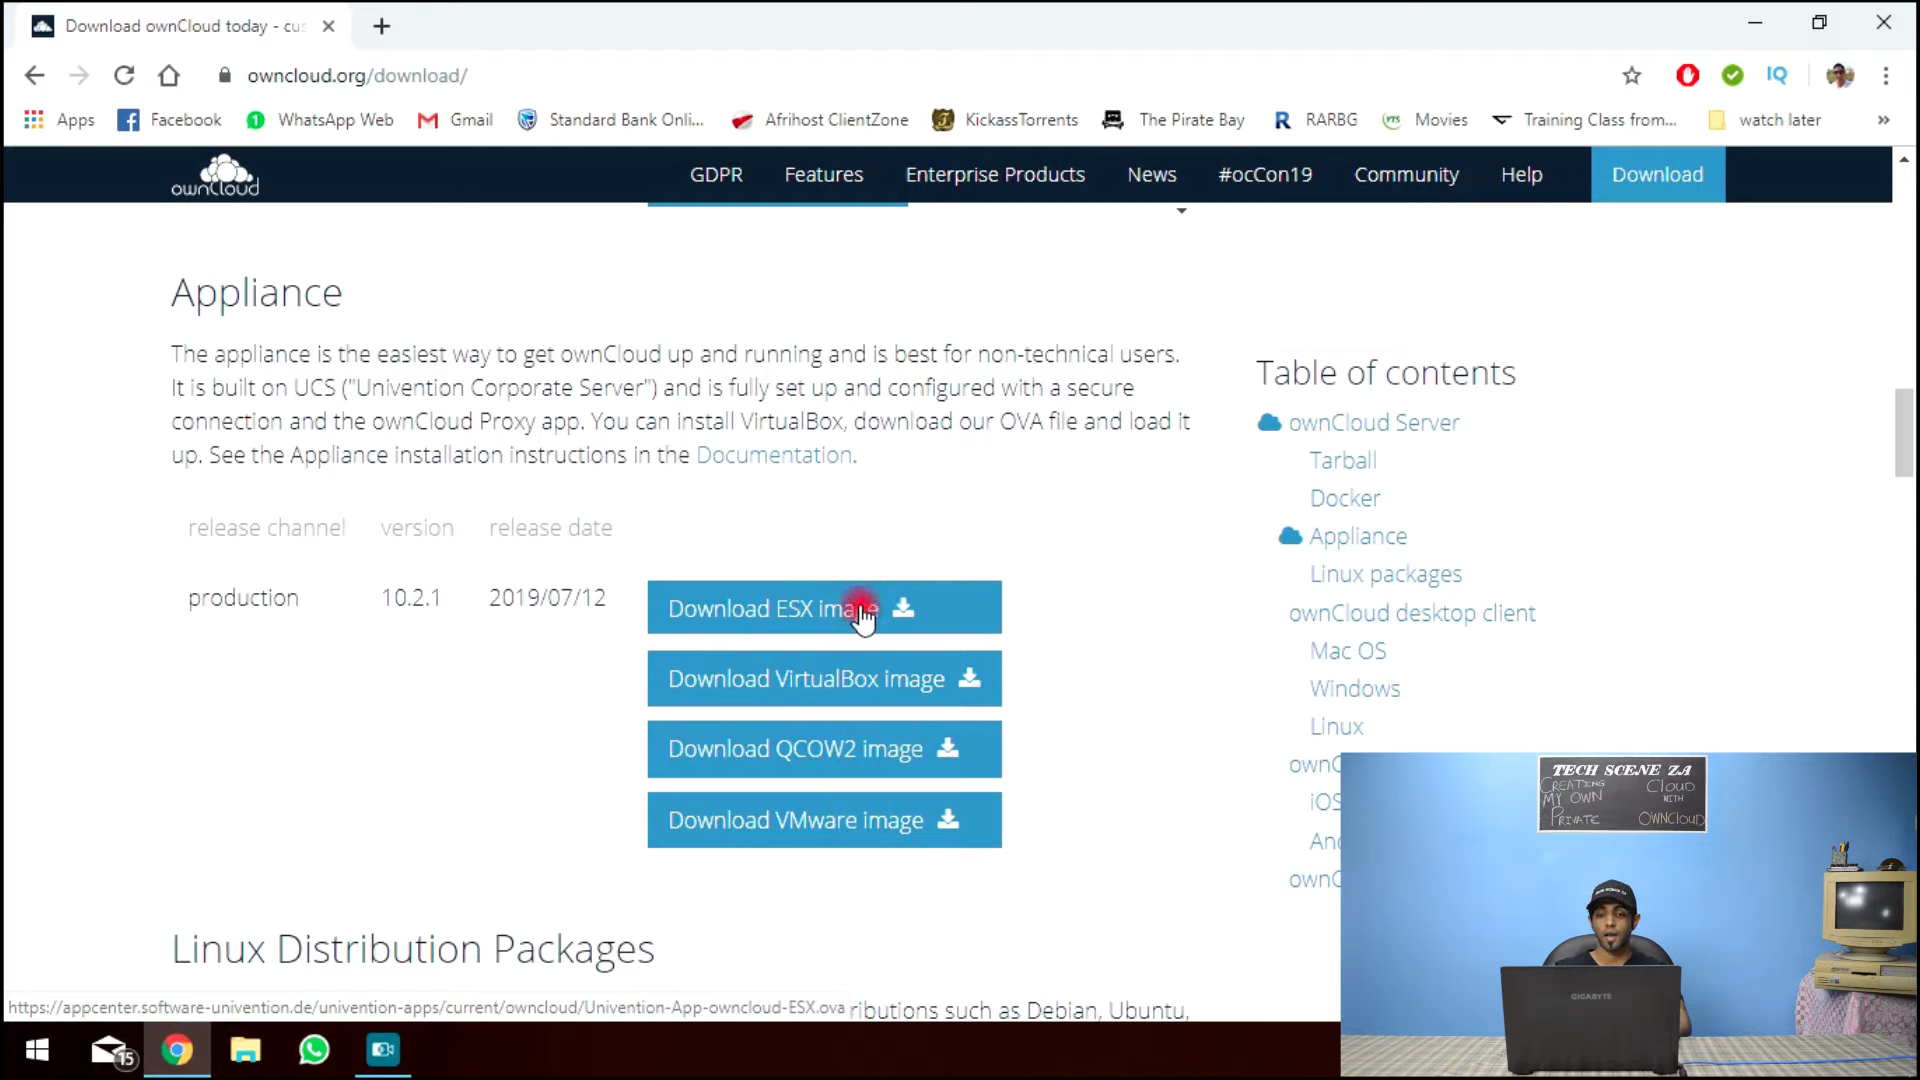 Download ownCloud today - cus
owncloud.org/download/
Apps
Facebook
WhatsApp Web
Gmail
Standard Bank Onli...
Afrihost ClientZone
KickassTorrents
The Pirate Bay
RARBG
Movies
Training Class from...
watch later
ownCloud
GDPR
Features
Enterprise Products
News
#ocCon19
Community
Help
Download
Appliance
The appliance is the easiest way to get ownCloud up and running and is best for non-technical users.
It is built on UCS ("Univention Corporate Server") and is fully set up and configured with a secure
connection and the ownCloud Proxy app. You can install VirtualBox, download our OVA file and load it
up. See the Appliance installation instructions in the Documentation.
release channel version release date
production 10.2.1 2019/07/12
Download ESX image
Download VirtualBox image
Download QCOW2 image
Download VMware image
Table of contents
ownCloud Server
Tarball
Docker
Appliance
Linux packages
ownCloud desktop client
Mac OS
Windows
Linux
ownC
iOS
And
ownC
Linux Distribution Packages
ributions such as Debian, Ubuntu,
https://appcenter.software-univention.de/univention-apps/current/owncloud/Univention-App-owncloud-ESX.ova
15
TECH SCENE ZA
CREATING MY OWN PRIVATE
CLOUD WITH OWNCLOUD
GIGABYTE